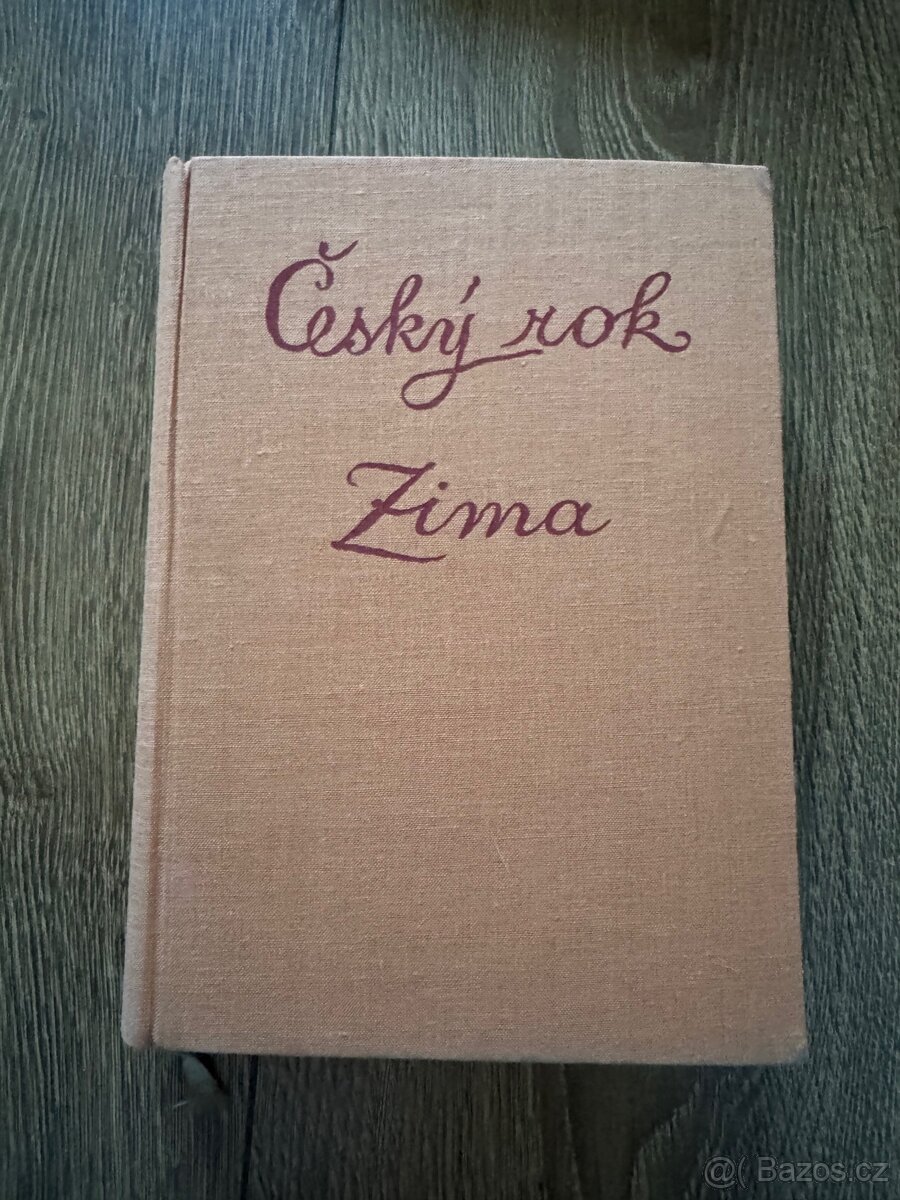 Český rok
Zima
@( Bazos.cz